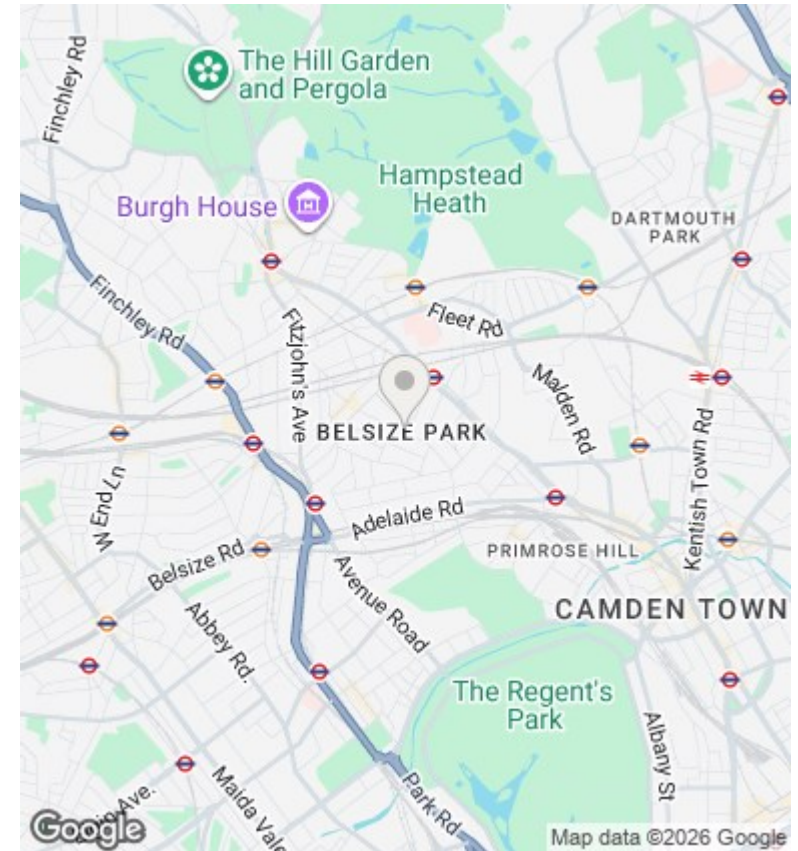 Finchley Rd
The Hill Garden
and Pergola
Hampstead
Heath
Burgh House
DARTMOUTH
PARK
Finchley Rd
Fitzjohn's Ave
Fleet Rd
Malden Rd
BELSIZE PARK
Kentish Town Rd
W End Ln
Adelaide Rd
Belsize Rd
PRIMROSE HILL
Avenue Road
Abbey Rd.
CAMDEN TOWN
The Regent's
Park
Albany St
Park Rd
Ave.
Maida Vale
Google
Map data ©2026 Google